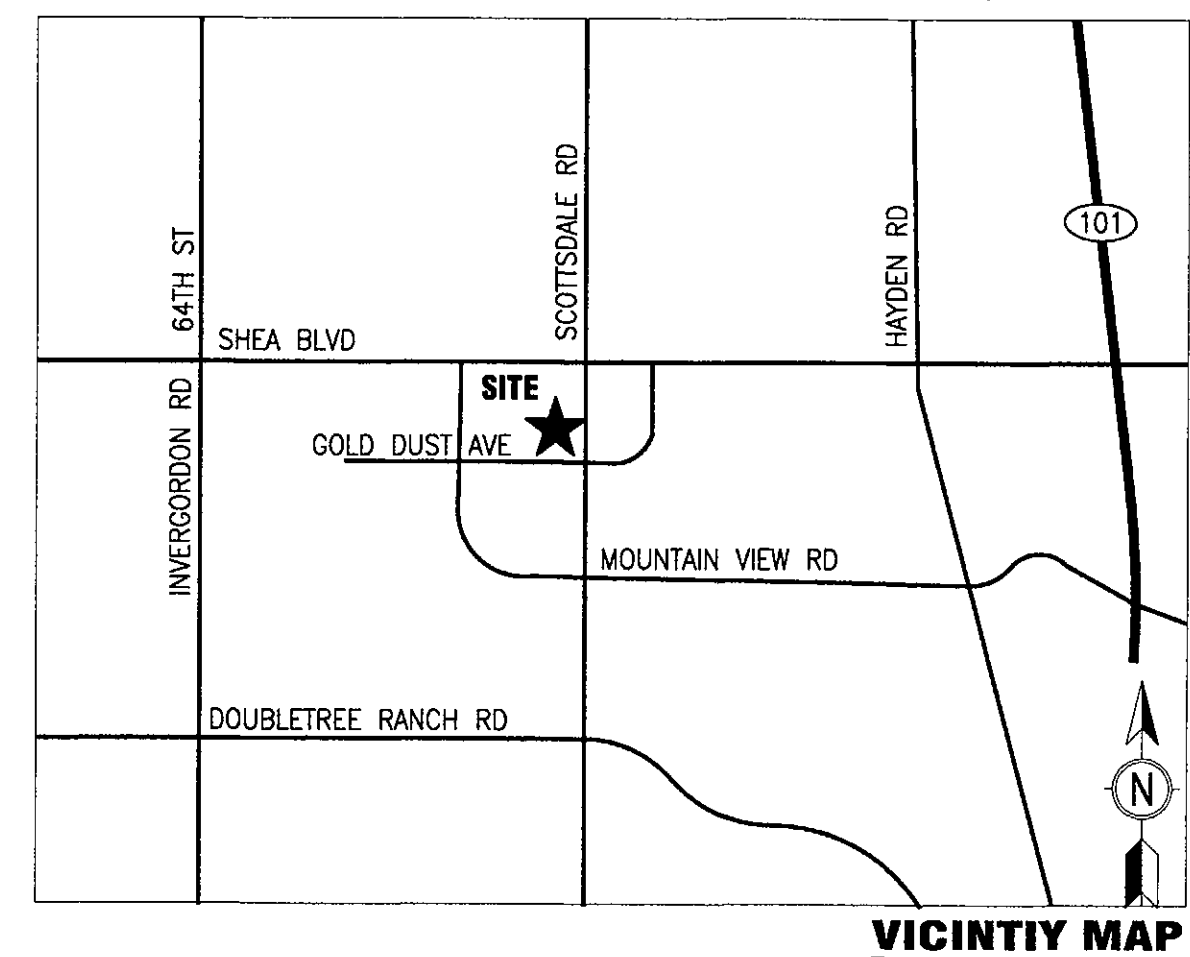 64TH ST
SCOTTSDALE RD
HAYDEN RD
101
SHEA BLVD
INVERGORDON RD
SITE
GOLD DUST AVE
MOUNTAIN VIEW RD
DOUBLETREE RANCH RD
N
VICINTIY MAP